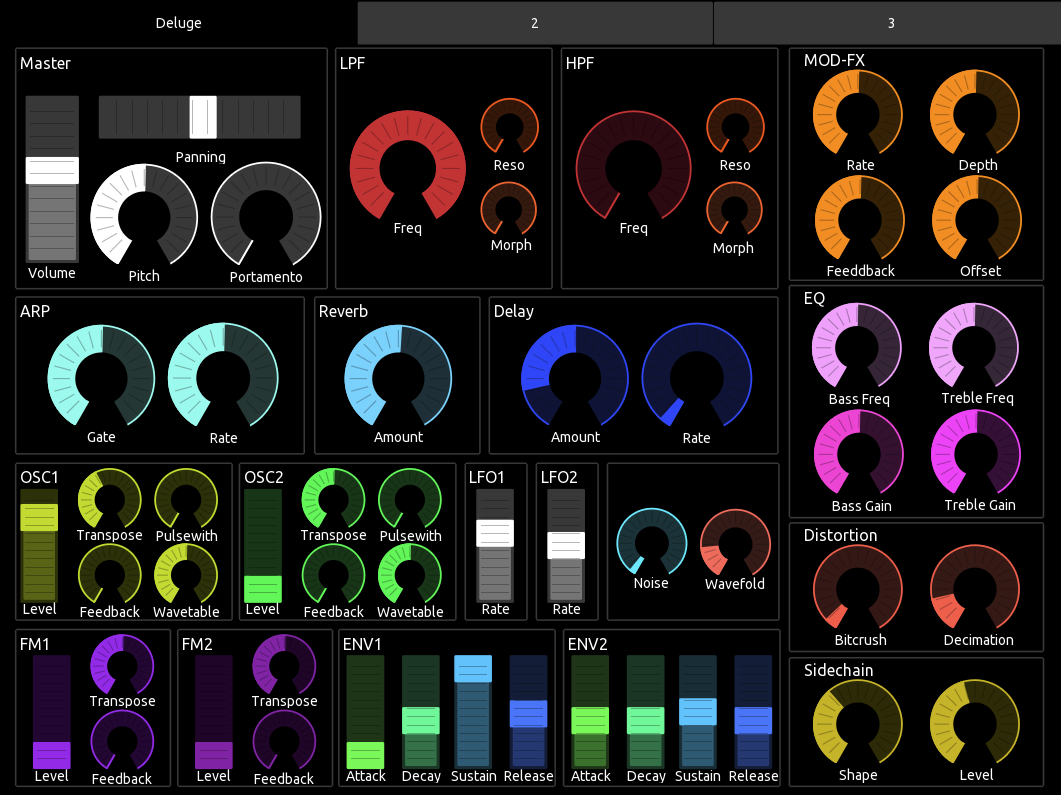 Deluge
2
3
Master
Panning
Volume
Pitch
Portamento
LPF
Freq
Reso
Morph
HPF
Freq
Reso
Morph
MOD-FX
Rate
Depth
Feeddback
Offset
ARP
Gate
Rate
Reverb
Amount
Delay
Amount
Rate
EQ
Bass Freq
Treble Freq
Bass Gain
Treble Gain
OSC1
Level
Transpose
Pulsewith
Feedback
Wavetable
OSC2
Level
Transpose
Pulsewith
Feedback
Wavetable
LFO1
Rate
LFO2
Rate
Noise
Wavefold
Distortion
Bitcrush
Decimation
FM1
Level
Transpose
Feedback
FM2
Level
Transpose
Feedback
ENV1
Attack
Decay
Sustain
Release
ENV2
Attack
Decay
Sustain
Release
Sidechain
Shape
Level